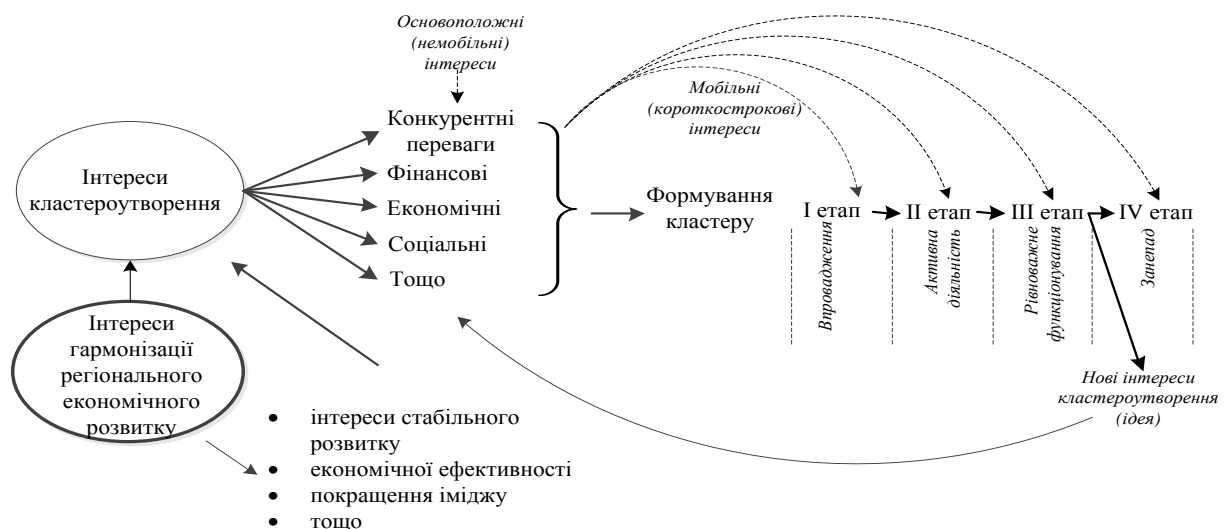 Основоположні
(немобільні)
інтереси
Мобільні
(короткострокові)
інтереси
Інтереси
кластероутворення
Конкурентні
переваги
Фінансові
Економічні
Соціальні
Тощо
Формування
кластеру
I етап
II етап
III етап
IV етап
Впровадження
Активна
діяльність
Рівноважне
функціонування
Занепад
Інтереси
гармонізації
регіонального
економічного
розвитку
• інтереси стабільного
розвитку
• економічної ефективності
• покращення іміджу
• тощо
Нові інтереси
кластероутворення
(ідея)